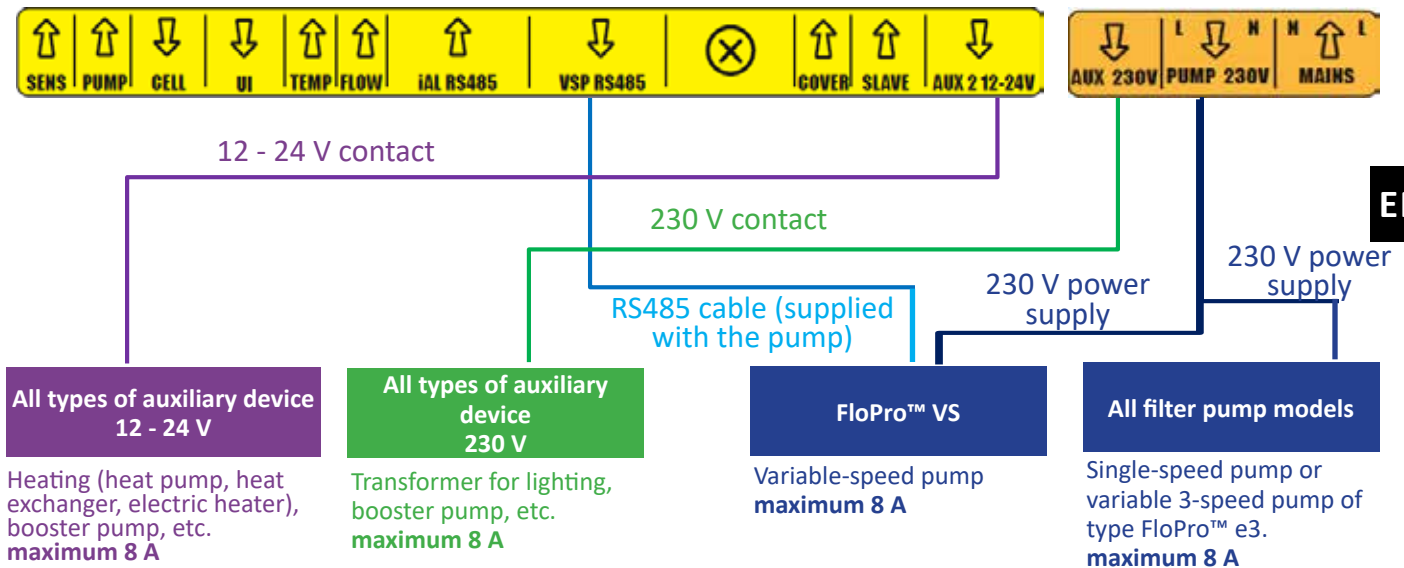 SENS PUMP CELL UI TEMP FLOW iAL RS485 VSP RS485 COVER SLAVE AUX 2 12-24V
L N N L
AUX 230V PUMP 230V MAINS
12 - 24 V contact
230 V contact
RS485 cable (supplied
with the pump)
230 V power
supply
230 V power
supply
All types of auxiliary device
12 - 24 V
Heating (heat pump, heat
exchanger, electric heater),
booster pump, etc.
maximum 8 A
All types of auxiliary
device
230 V
Transformer for lighting,
booster pump, etc.
maximum 8 A
FloPro™ VS
Variable-speed pump
maximum 8 A
All filter pump models
Single-speed pump or
variable 3-speed pump of
type FloPro™ e3.
maximum 8 A